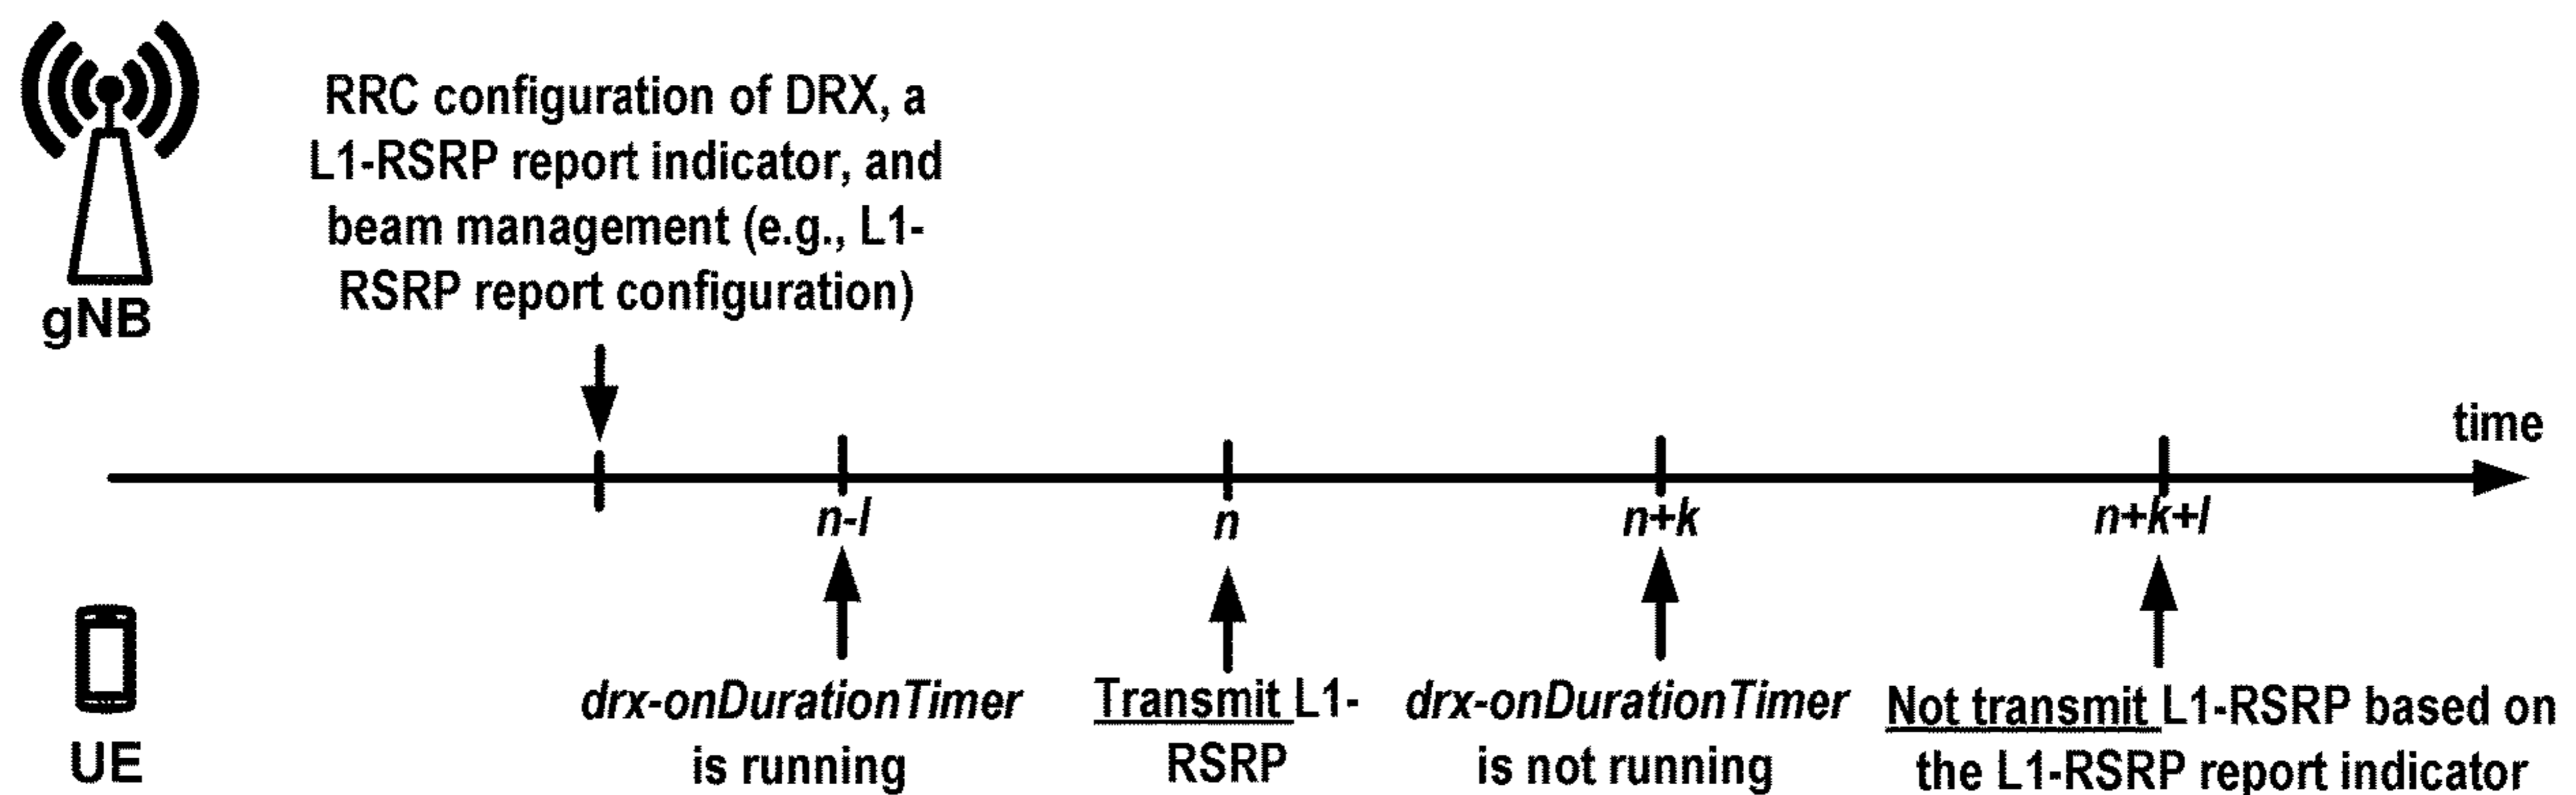 RRC configuration of DRX, a
L1-RSRP report indicator, and
beam management (e.g., L1-
RSRP report configuration)
gNB
time
n-l
n
n+k
n+k+l
drx-onDurationTimer
is running
Transmit L1-
RSRP
drx-onDurationTimer
is not running
Not transmit L1-RSRP based on
the L1-RSRP report indicator
UE